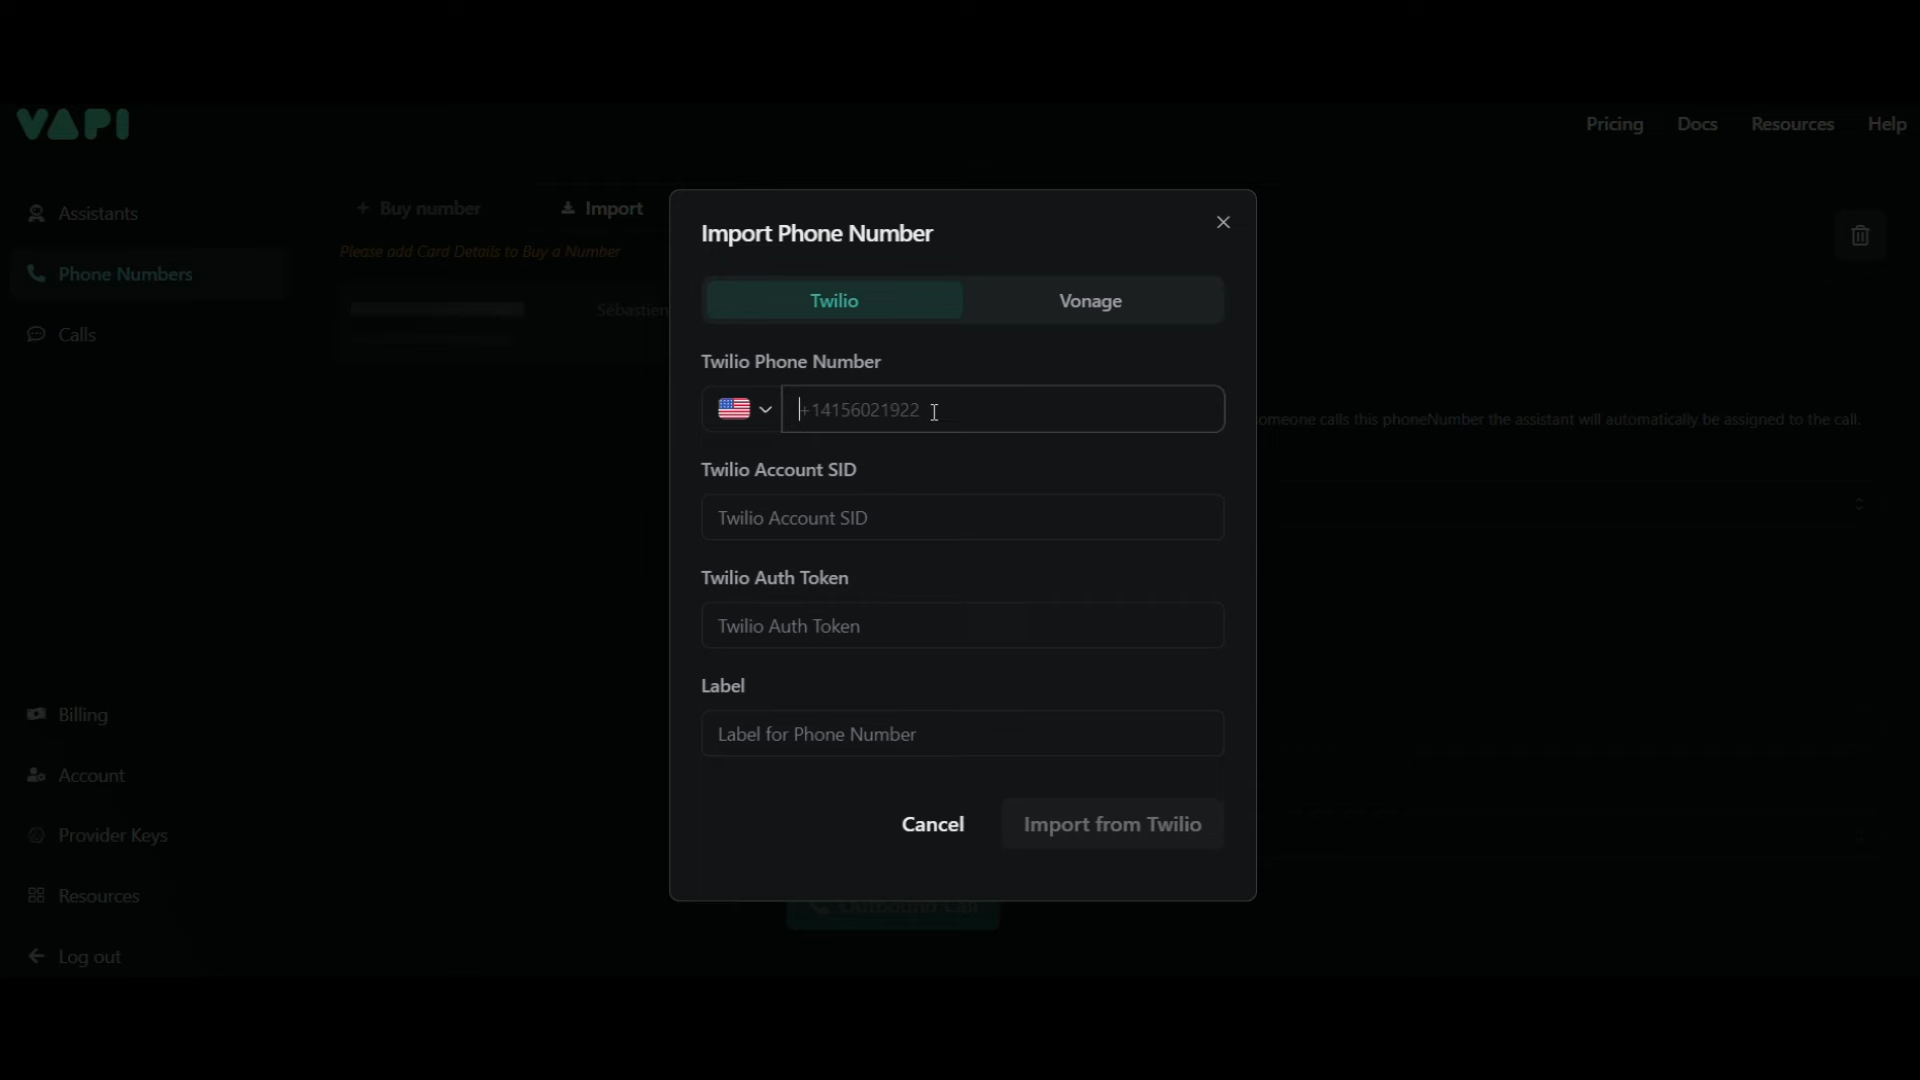 VAPI
Pricing
Docs
Resources
Help
Assistants
Phone Numbers
Calls
Billing
Account
Provider Keys
Resources
Log out
+ Buy number
Import
Please add Card Details to Buy a Number
Sébastien
Import Phone Number
Twilio
Vonage
Twilio Phone Number
+14156021922
Twilio Account SID
Twilio Account SID
Twilio Auth Token
Twilio Auth Token
Label
Label for Phone Number
Cancel
Import from Twilio
omeone calls this phoneNumber the assistant will automatically be assigned to the call.
Outbound Call